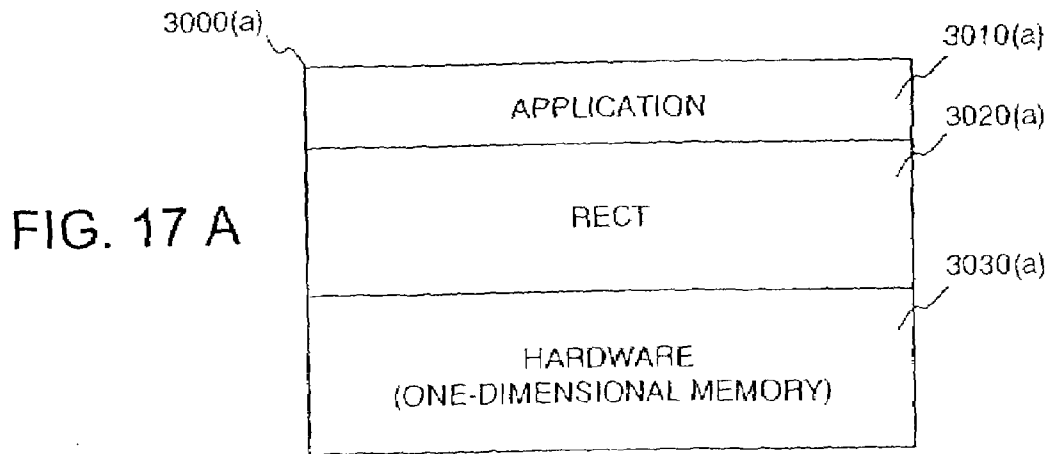 3000(a)
3010(a)
APPLICATION
3020(a)
RECT
FIG. 17 A
3030(a)
HARDWARE
(ONE-DIMENSIONAL MEMORY)